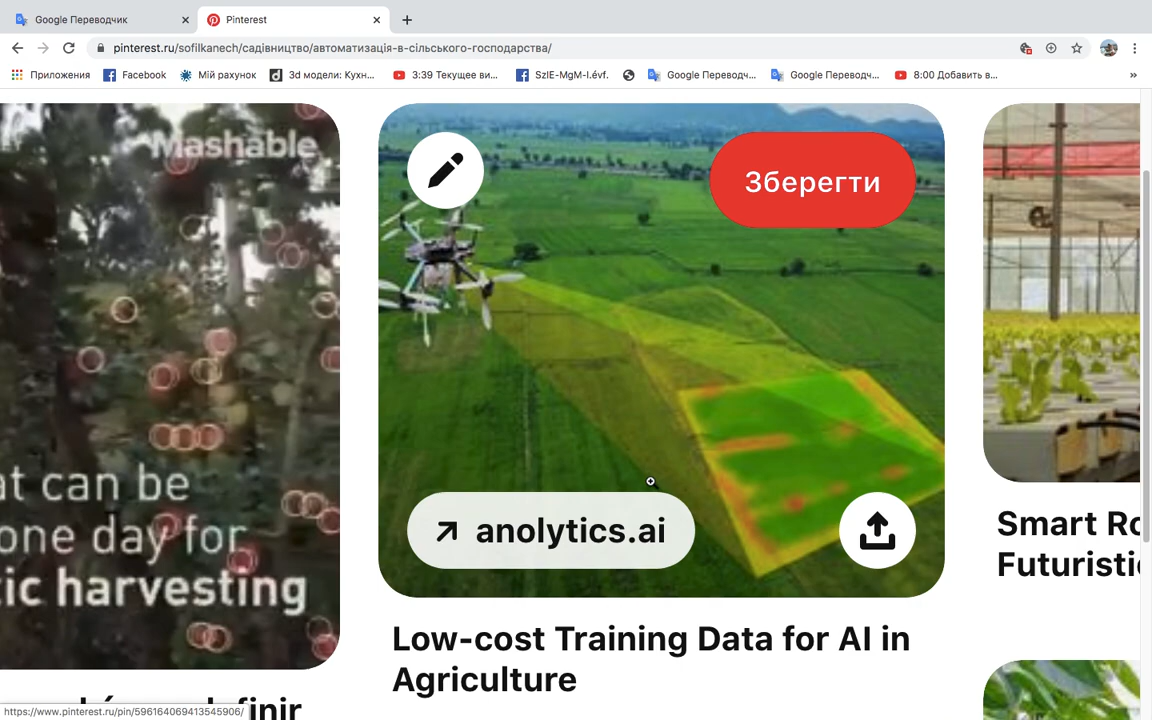 Google Переводчик
Pinterest
pinterest.ru/sofilkanech/садівництво/автоматизація-в-сільського-господарства/
Приложения
Facebook
Мій рахунок
3d модели: Кухн...
3:39 Текущее ви...
SzIE-MgM-I.évf.
Google Переводч...
Google Переводч...
8:00 Добавить в...
»
Mashable
at can be
one day for
tic harvesting
Зберегти
anolytics.ai
Low-cost Training Data for AI in
Agriculture
Smart Ro
Futuristi
finir
https://www.pinterest.ru/pin/596164069413545906/